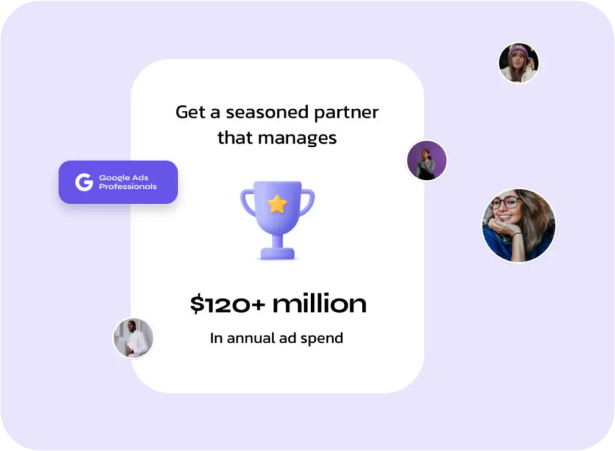 Get a seasoned partner
that manages
Google Ads
Professionals
$120+ million
In annual ad spend